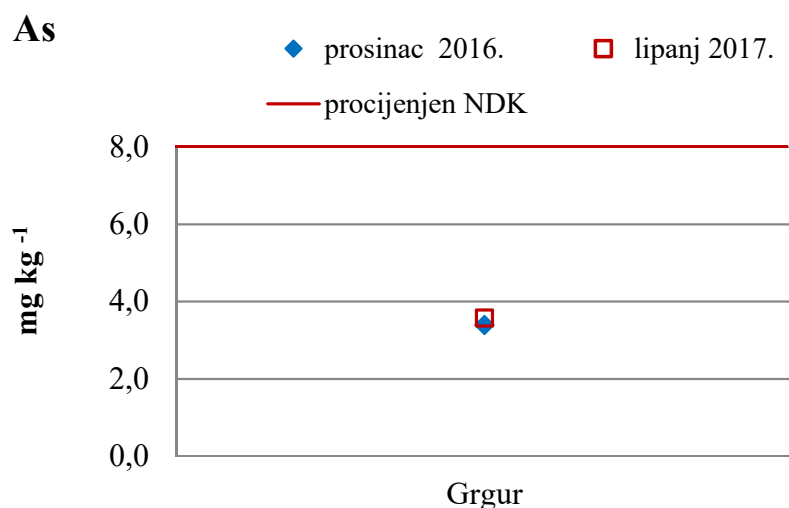 As
prosinac 2016.
lipanj 2017.
procijenjen NDK
8,0
6,0
4,0
2,0
0,0
mg kg -1
Grgur